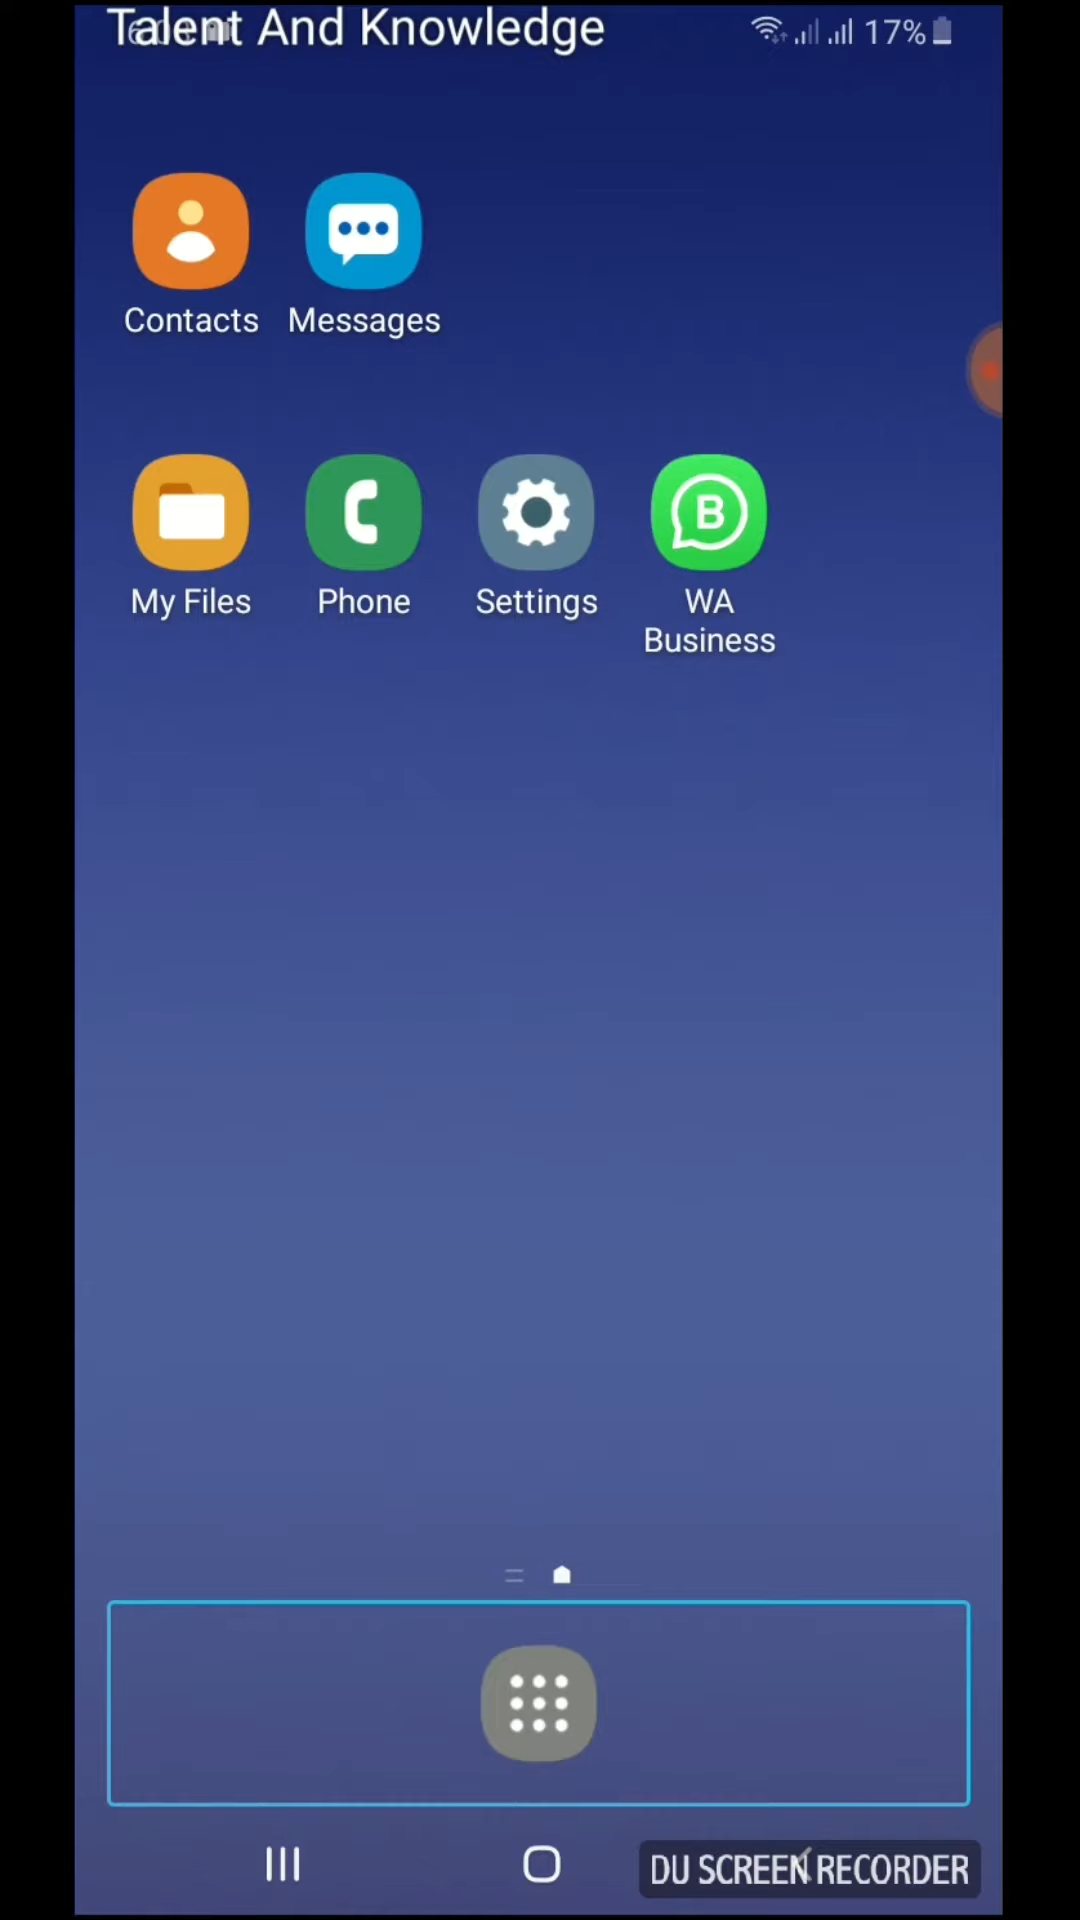 Talent And Knowledge
17%
Contacts
Messages
My Files
Phone
Settings
B
WA
Business
DU SCREEN RECORDER